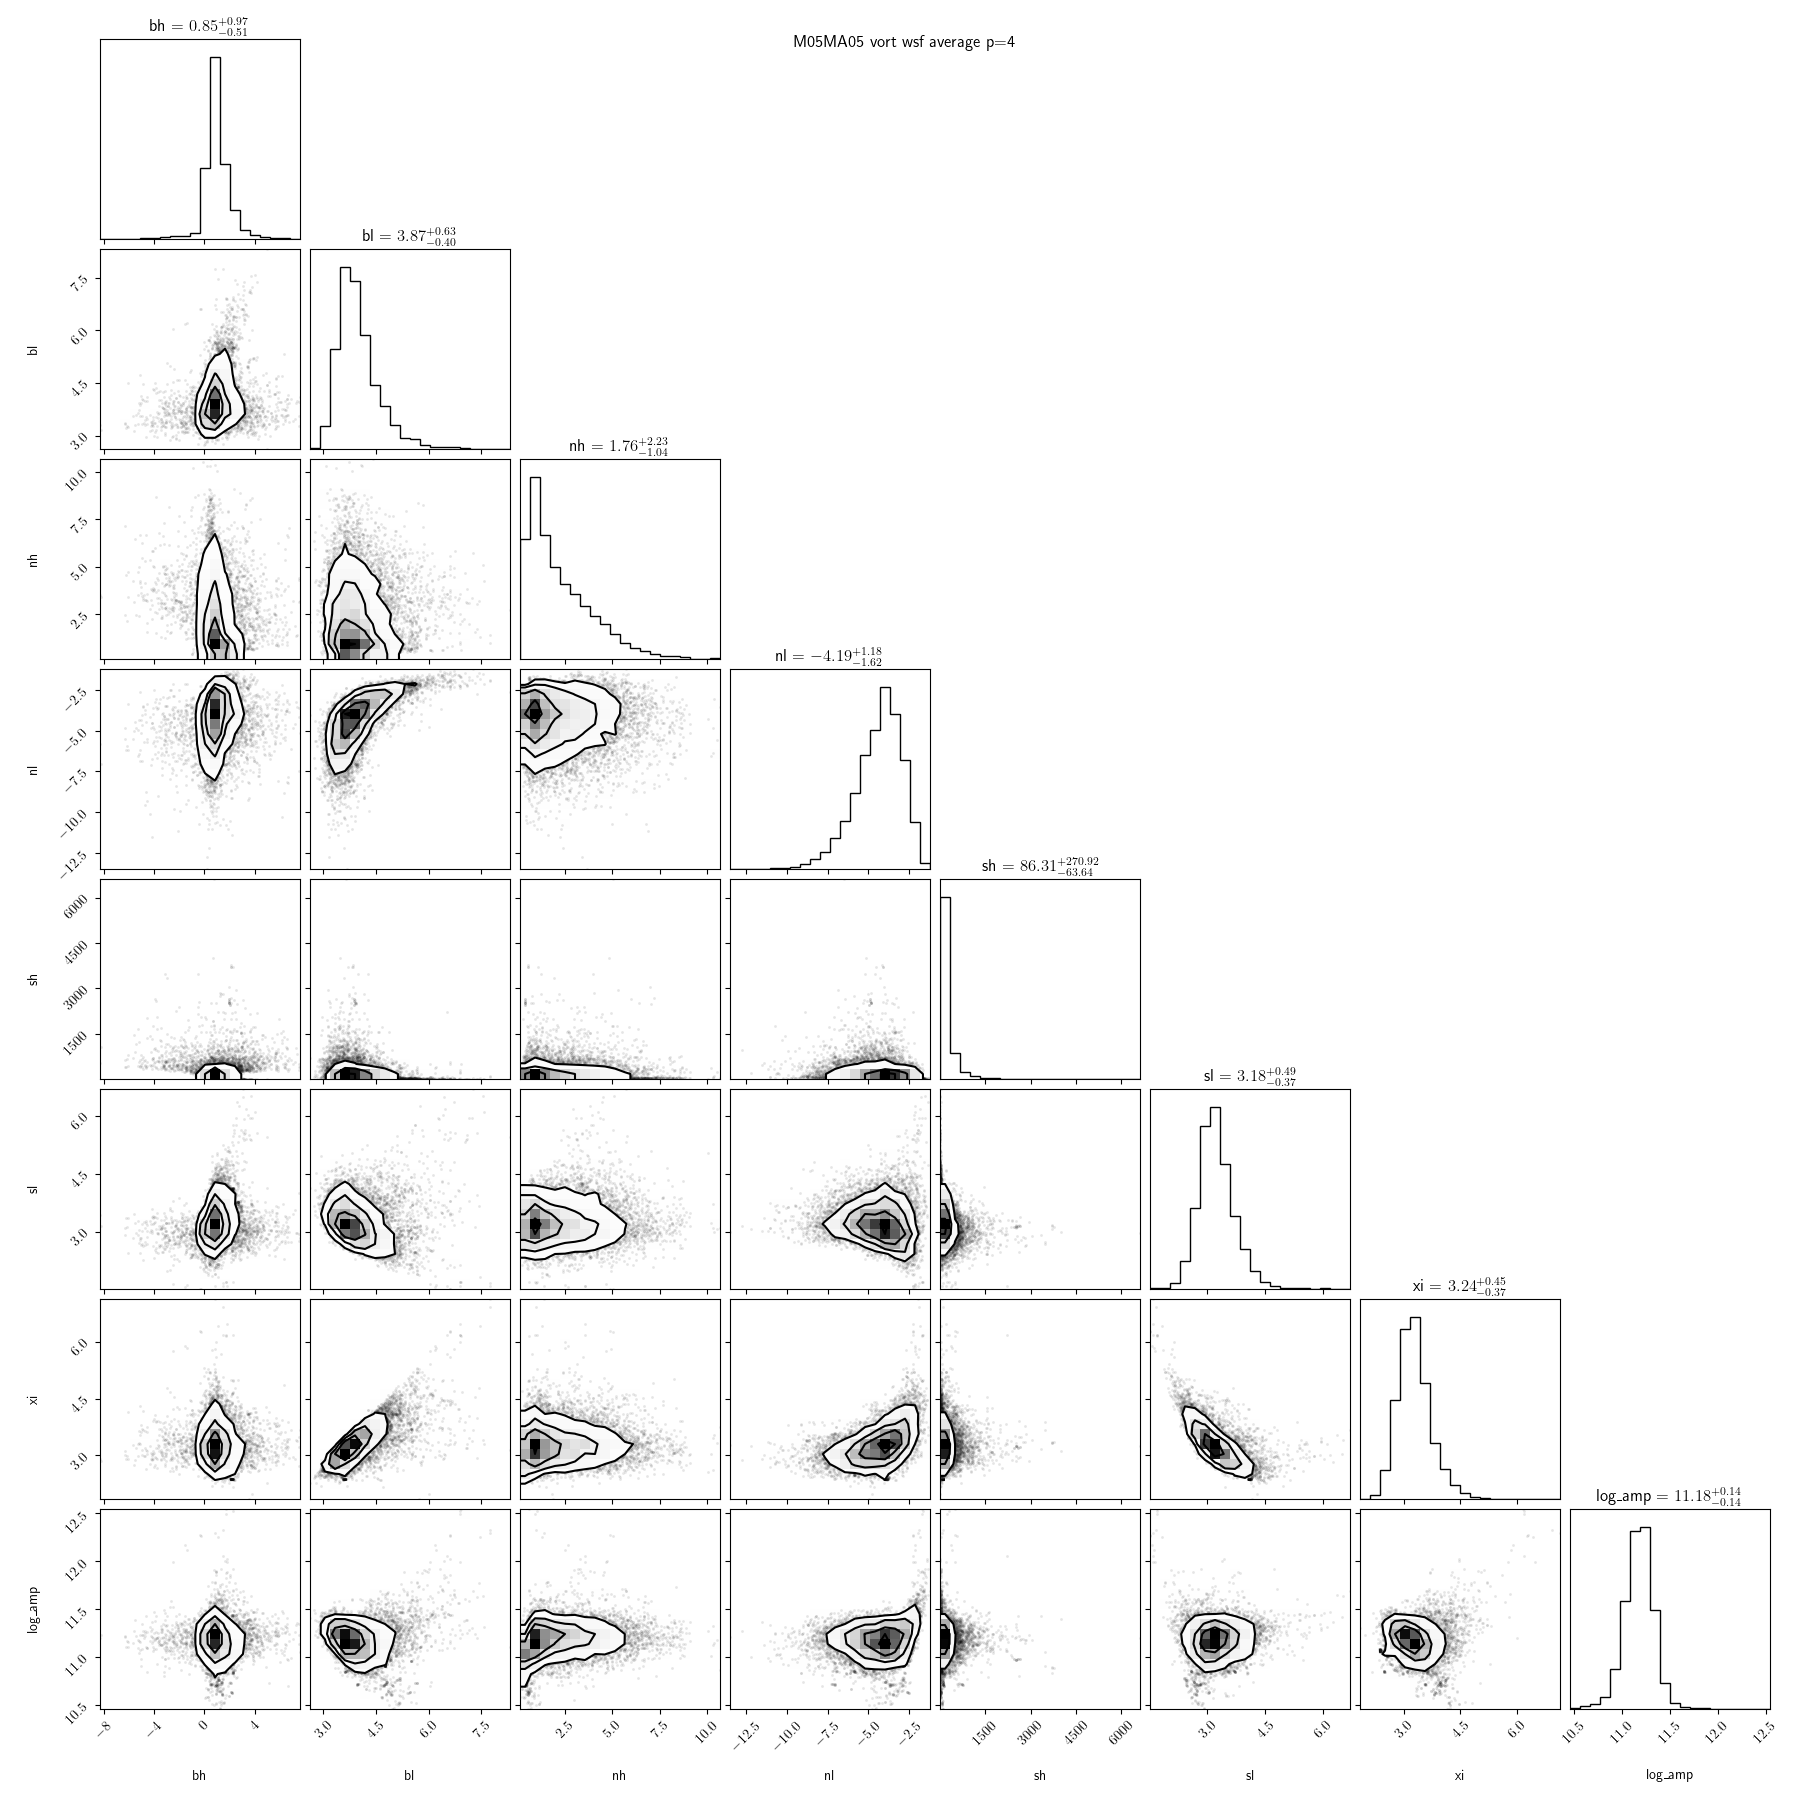 bh = 0.85+0.97−0.51
M05MA05 vort wsf average p=4
bl = 3.87+0.63−0.40
7.5
6.0
4.5
3.0
bl
nh = 1.76+2.23−1.04
10.0
7.5
5.0
2.5
nh
nl = −4.19+1.18−1.62
−2.5
−5.0
−7.5
−10.0
−12.5
nl
sh = 86.31+270.92−63.64
6000
4500
3000
1500
sh
sl = 3.18+0.49−0.37
6.0
4.5
3.0
sl
xi = 3.24+0.45−0.37
6.0
4.5
3.0
xi
log_amp = 11.18+0.14−0.14
12.5
12.0
11.5
11.0
10.5
log_amp
−8 −4 0 4 3.0 4.5 6.0 7.5 2.5 5.0 7.5 10.0 −12.5 −10.0 −7.5 −5.0 −2.5 1500 3000 4500 6000 3.0 4.5 6.0 3.0 4.5 6.0 10.5 11.0 11.5 12.0 12.5
bh bl nh nl sh sl xi log_amp